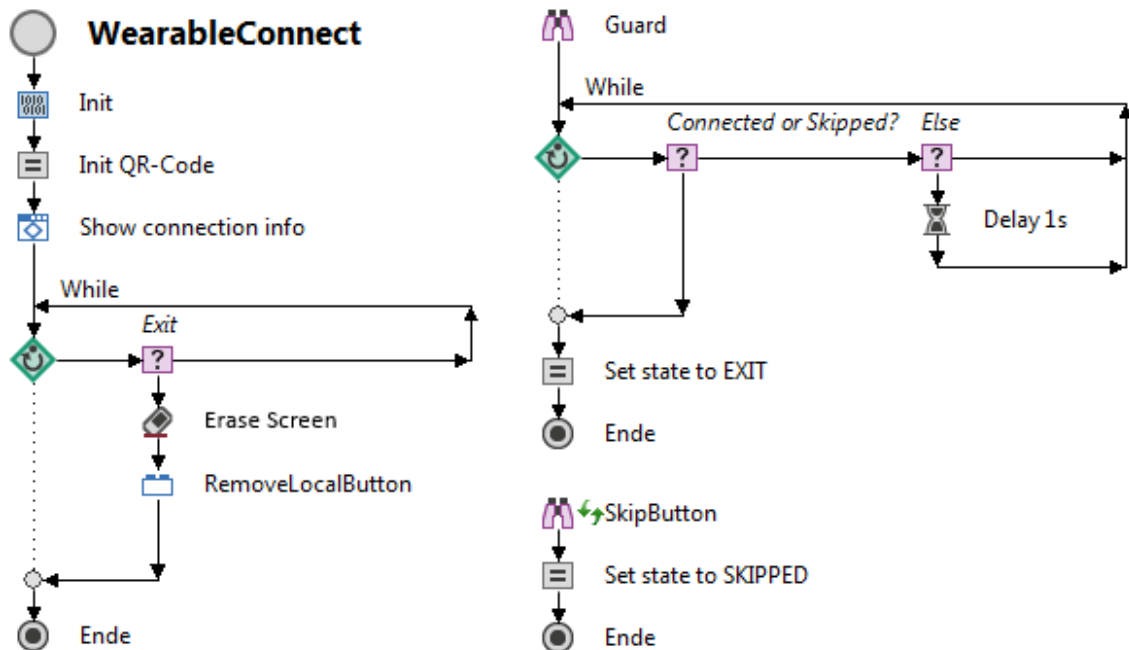 WearableConnect
Init
Init QR-Code
Show connection info
While
Exit
?
Erase Screen
RemoveLocalButton
Ende
Guard
While
Connected or Skipped? Else
? ?
Delay 1s
Set state to EXIT
Ende
SkipButton
Set state to SKIPPED
Ende